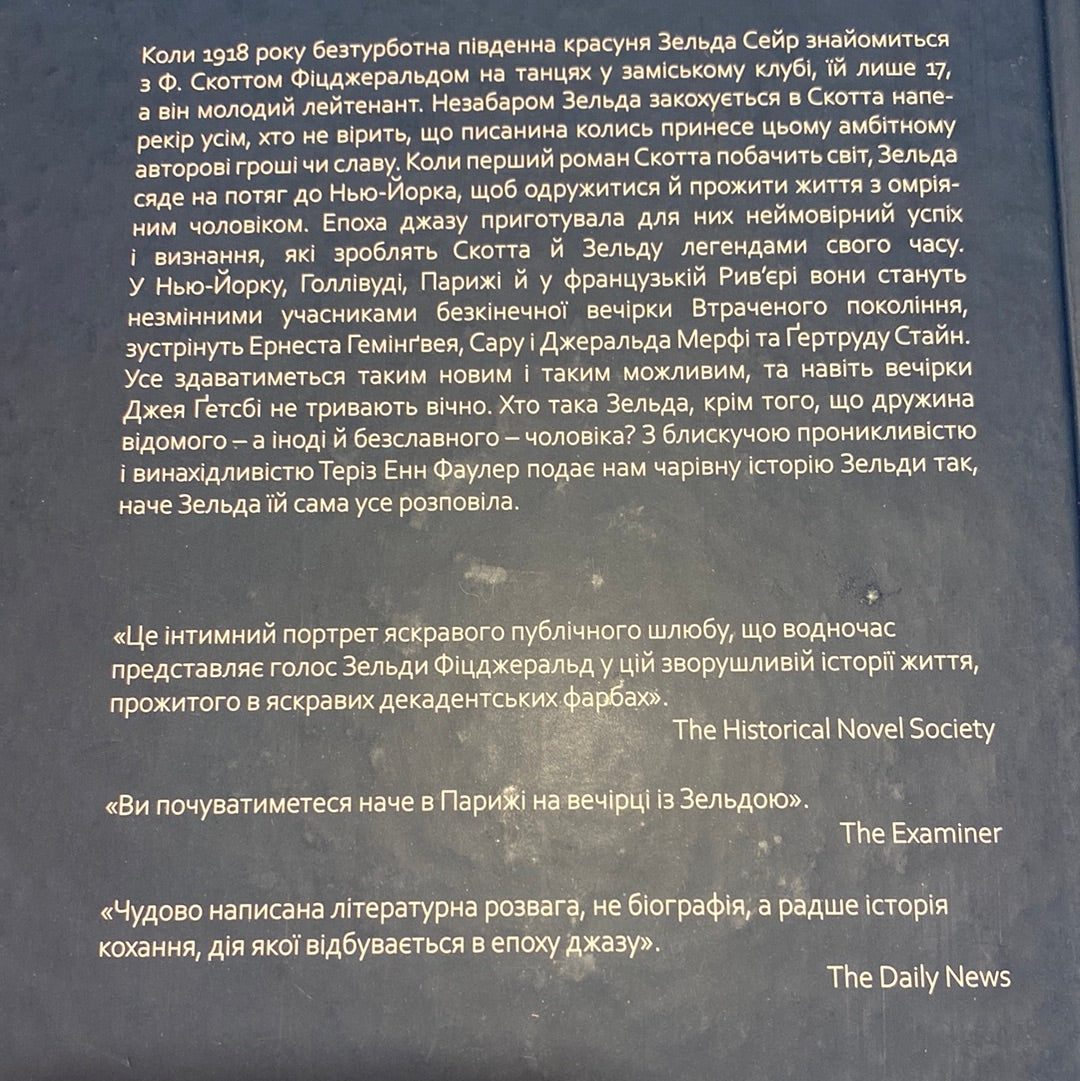 Коли 1918 року безтурботна південна красуня Зельда Сейр знайомиться
з Ф. Скоттом Фіцджеральдом на танцях у заміському клубі, їй лише 17,
а він молодий лейтенант. Незабаром Зельда закохується в Скотта напе-
рекір усім, хто не вірить, що писанина колись принесе цьому амбітному
авторові гроші чи славу. Коли перший роман Скотта побачить світ, Зельда
сяде на потяг до Нью-Йорка, щоб одружитися й прожити життя з омрія-
ним чоловіком. Епоха джазу приготувала для них неймовірний успіх
і визнання, які зроблять Скотта й Зельду легендами свого часу.
У Нью-Йорку, Голлівуді, Парижі й у французькій Рив’єрі вони стануть
незмінними учасниками безкінечної вечірки Втраченого покоління,
зустрінуть Ернеста Гемінґвея, Сару і Джеральда Мерфі та Ґертруду Стайн.
Усе здаватиметься таким новим і таким можливим, та навіть вечірки
Джея Ґетсбі не тривають вічно. Хто така Зельда, крім того, що дружина
відомого – а іноді й безславного – чоловіка? З блискучою проникливістю
і винахідливістю Теріз Енн Фаулер подає нам чарівну історію Зельди так,
наче Зельда їй сама усе розповіла.
«Це інтимний портрет яскравого публічного шлюбу, що водночас
представляє голос Зельди Фіцджеральд у цій зворушливій історії життя,
прожитого в яскравих декадентських фарбах».
The Historical Novel Society
«Ви почуватиметеся наче в Парижі на вечірці із Зельдою».
The Examiner
«Чудово написана літературна розвага, не біографія, а радше історія
кохання, дія якої відбувається в епоху джазу».
The Daily News